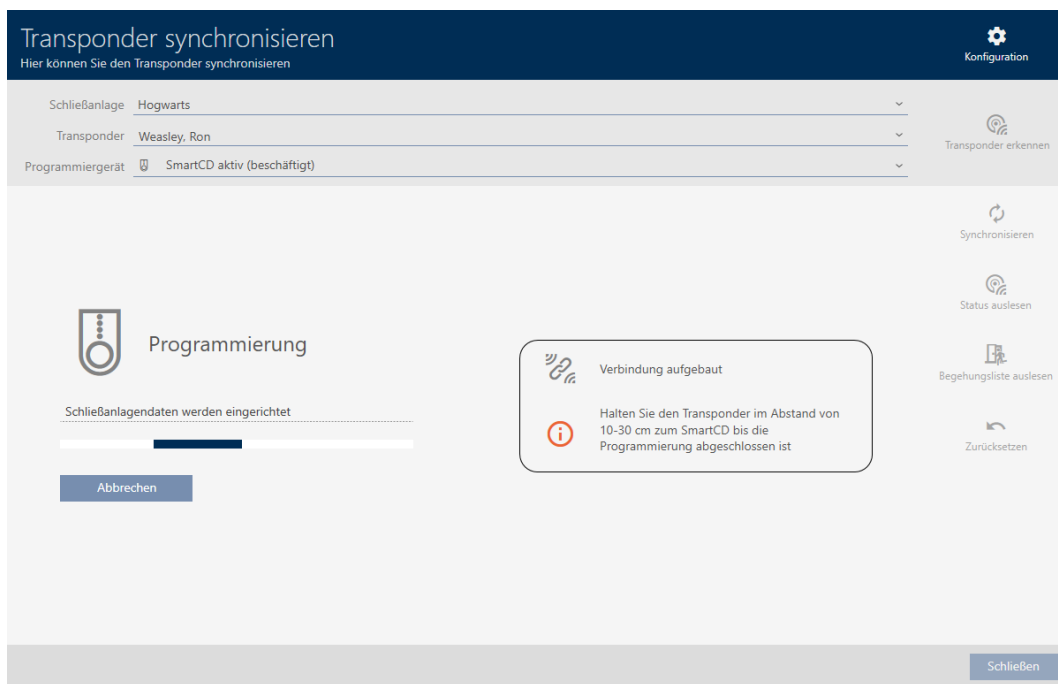 Transponder synchronisieren
Hier können Sie den Transponder synchronisieren
Konfiguration
Schließanlage Hogwarts
Transponder Weasley, Ron
Programmiergerät SmartCD aktiv (beschäftigt)
Transponder erkennen
Synchronisieren
Status auslesen
Begehungsliste auslesen
Zurücksetzen
Programmierung
Schließanlagendaten werden eingerichtet
Abbrechen
Verbindung aufgebaut
Halten Sie den Transponder im Abstand von
10-30 cm zum SmartCD bis die
Programmierung abgeschlossen ist
Schließen